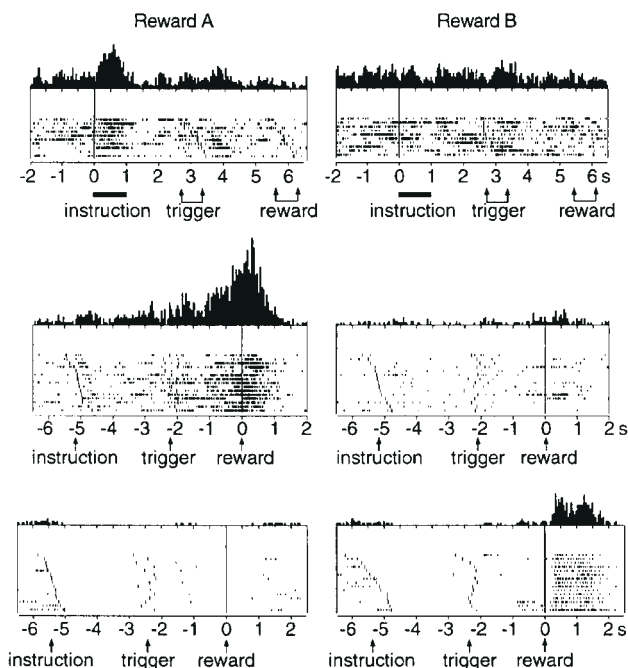 Reward A Reward B
-2 -1 0 1 2 3 4 5 6 -2 -1 0 1 2 3 4 5 6 s
instruction trigger reward instruction trigger reward
-6 -5 -4 -3 -2 -1 0 1 2 -6 -5 -4 -3 -2 -1 0 1 2 s
instruction trigger reward instruction trigger reward
-6 -5 -4 -3 -2 -1 0 1 2 -6 -5 -4 -3 -2 -1 0 1 2 s
instruction trigger reward instruction trigger reward